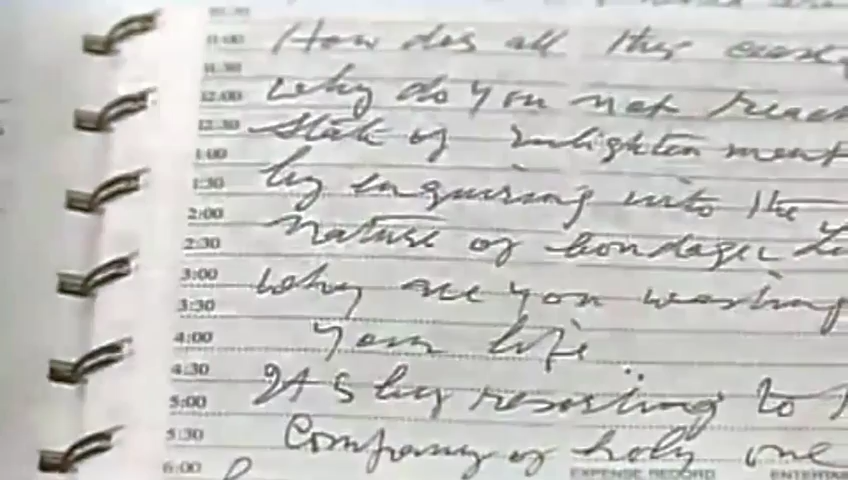 10:30
11:00 How does all this
11:30
12:00 why do you not reach
12:30 State of enlightenment
1:00
1:30 by enquiring into the
2:00
2:30 nature of bondage
3:00 why are you wasting
3:30
4:00 your life
4:30
5:00 It is by resorting to
5:30 Company of holy one
6:00
EXPENSE RECORD